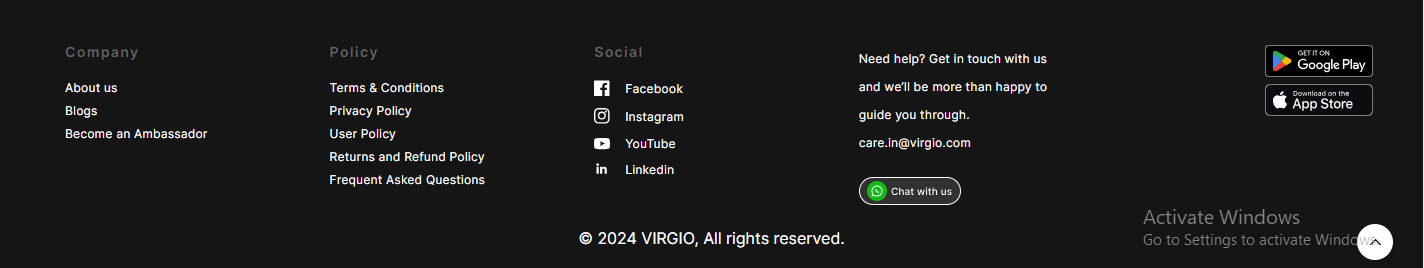 Company
About us
Blogs
Become an Ambassador
Policy
Terms & Conditions
Privacy Policy
User Policy
Returns and Refund Policy
Frequent Asked Questions
Social
Facebook
Instagram
YouTube
Linkedin
Need help? Get in touch with us
and we'll be more than happy to
guide you through.
care.in@virgio.com
Chat with us
GET IT ON
Google Play
Download on the
App Store
© 2024 VIRGIO, All rights reserved.
Activate Windows
Go to Settings to activate Windows.